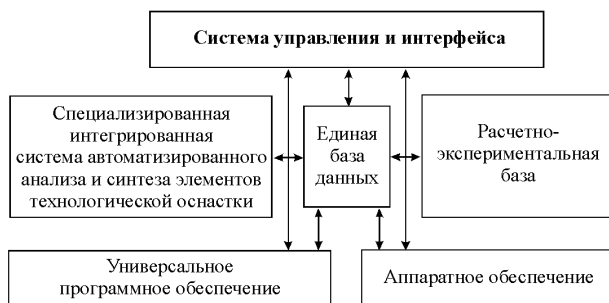 Система управления и интерфейса
Специализированная
интегрированная
система автоматизированного
анализа и синтеза элементов
технологической оснастки
Единая
база
данных
Расчетно-
экспериментальная
база
Универсальное
программное обеспечение
Аппаратное обеспечение